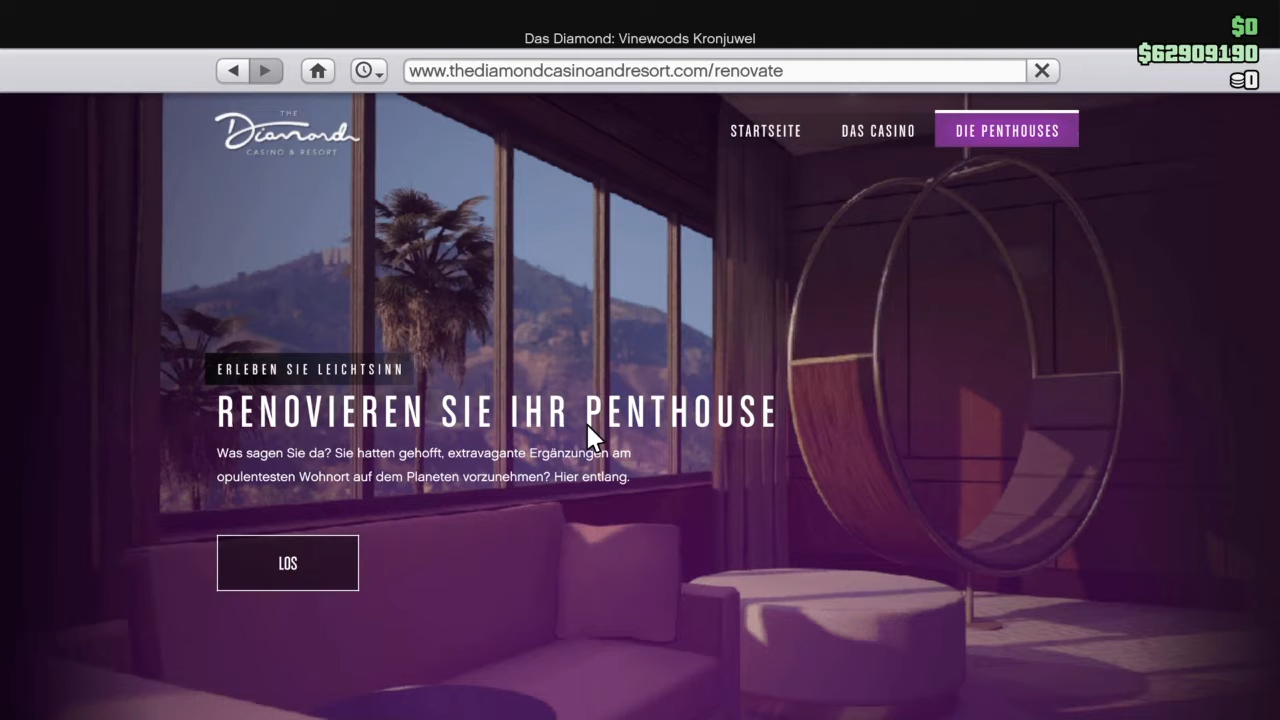 $0
Das Diamond: Vinewoods Kronjuwel
$62909190
www.thediamondcasinoandresort.com/renovate
0
THE
Diamond
CASINO & RESORT
STARTSEITE
DAS CASINO
DIE PENTHOUSES
ERLEBEN SIE LEICHTSINN
RENOVIEREN SIE IHR PENTHOUSE
Was sagen Sie da? Sie hatten gehofft, extravagante Ergänzungen am
opulentesten Wohnort auf dem Planeten vorzunehmen? Hier entlang.
LOS